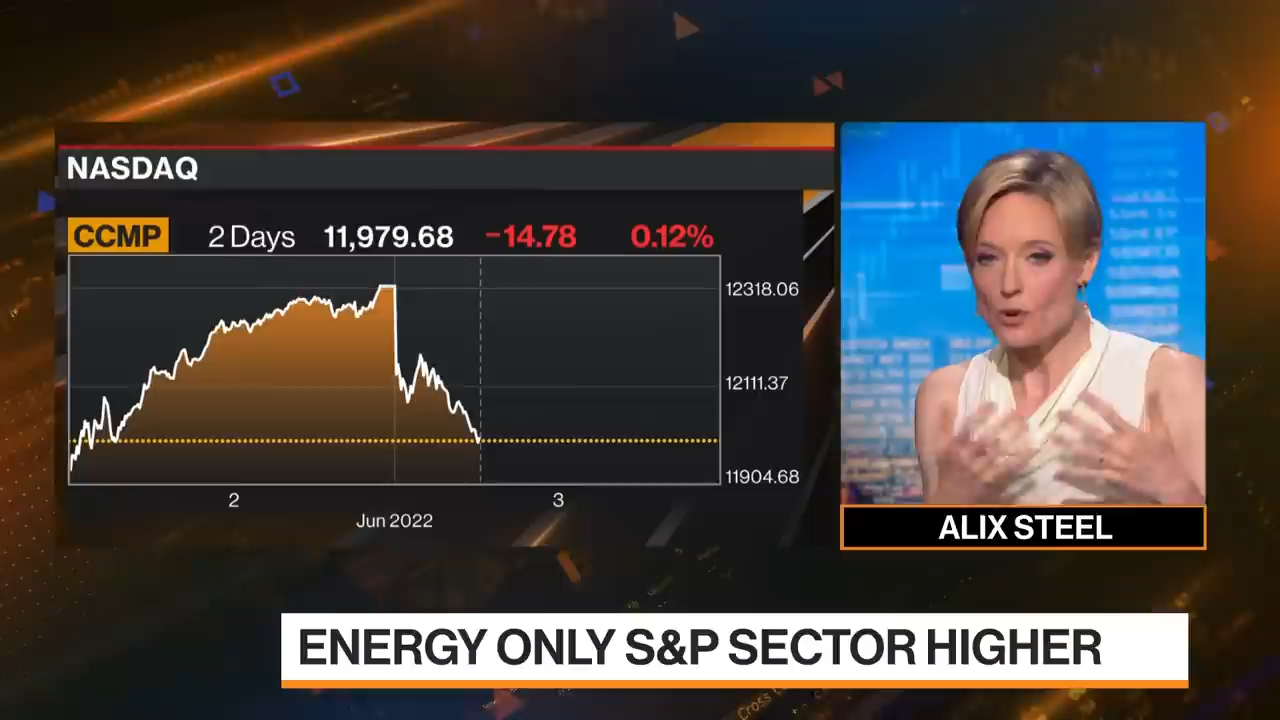 NASDAQ
CCMP 2 Days 11,979.68 -14.78 0.12%
12318.06
12111.37
11904.68
2 3
Jun 2022
ALIX STEEL
ENERGY ONLY S&P SECTOR HIGHER